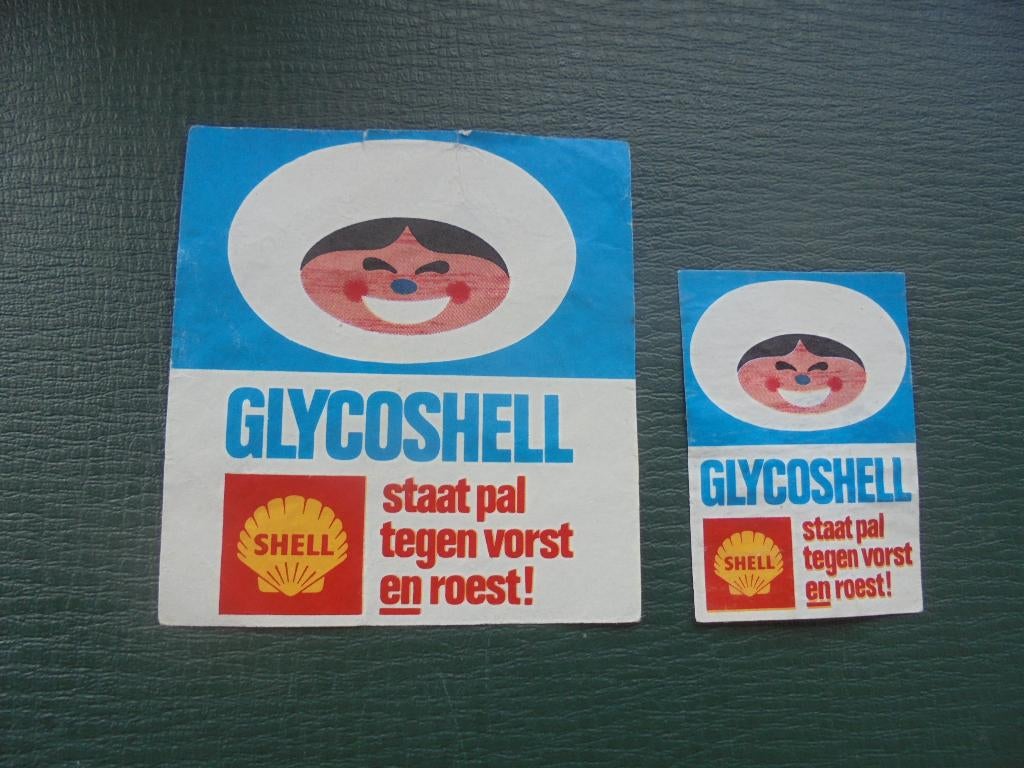 GLYCOSHELL
SHELL
staat pal
tegen vorst
en roest!
GLYCOSHELL
SHELL
staat pal
tegen vorst
en roest!